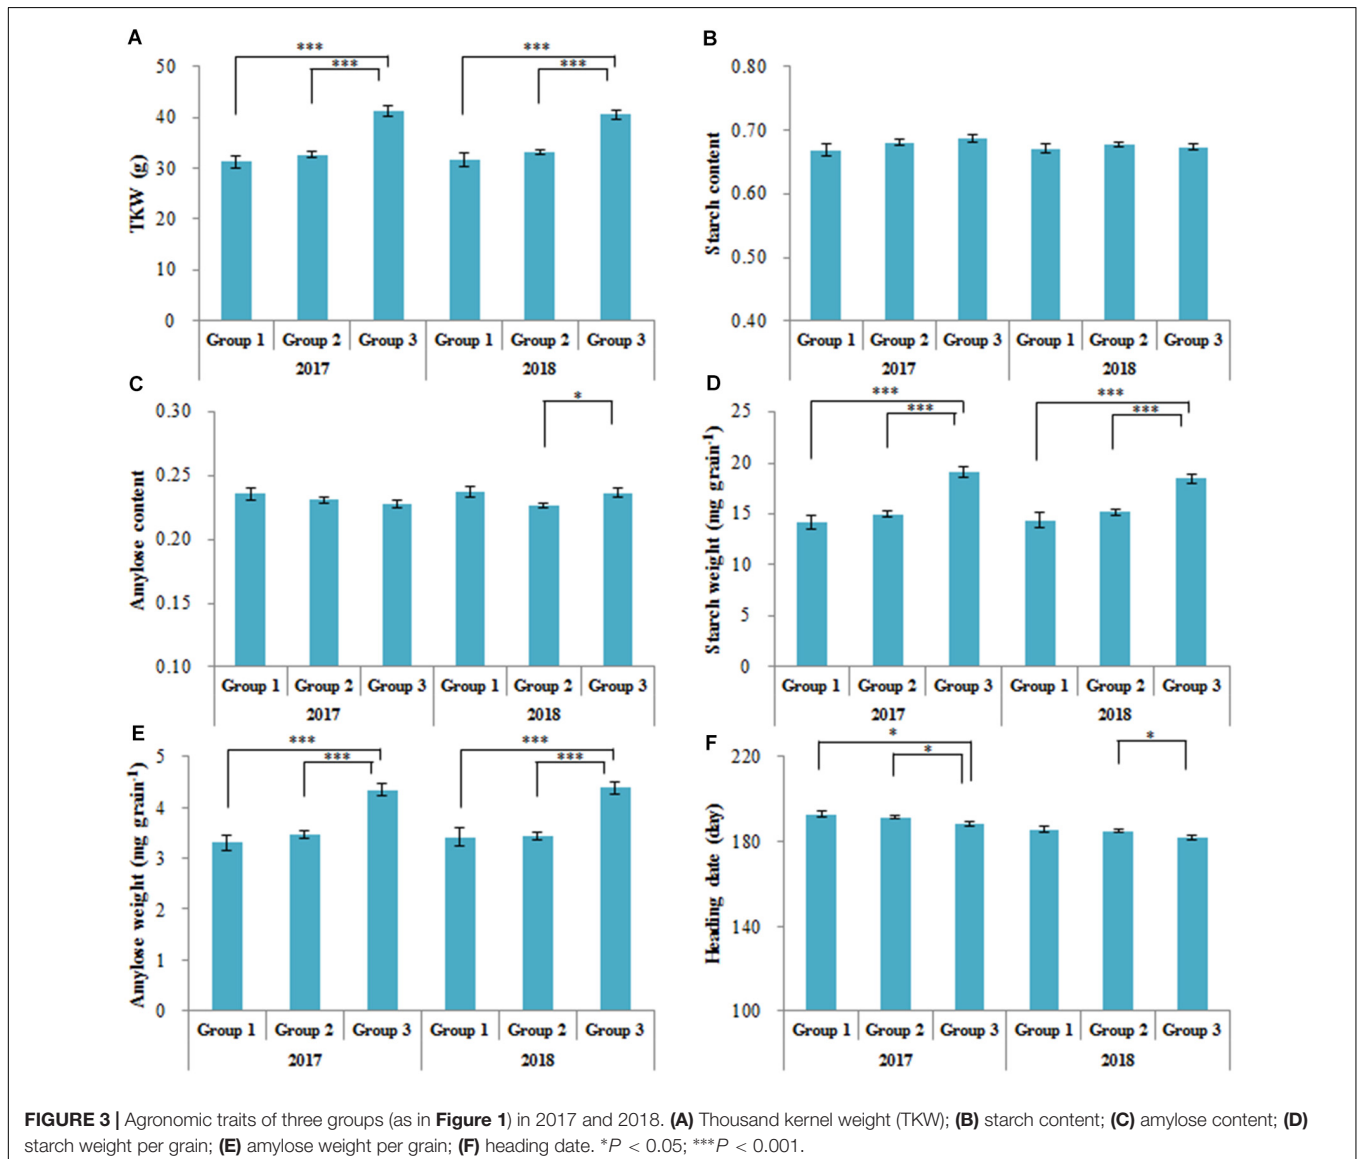 A
***
***
***
***
50
40
30
20
10
0
TKW (g)
Group 1 Group 2 Group 3 Group 1 Group 2 Group 3
2017 2018
B
0.80
0.70
0.60
0.50
0.40
Starch content
Group 1 Group 2 Group 3 Group 1 Group 2 Group 3
2017 2018
C
*
0.30
0.25
0.20
0.15
0.10
Amylose content
Group 1 Group 2 Group 3 Group 1 Group 2 Group 3
2017 2018
D
***
***
***
***
25
20
15
10
5
0
Starch weight (mg grain⁻¹)
Group 1 Group 2 Group 3 Group 1 Group 2 Group 3
2017 2018
E
***
***
***
***
5
4
3
2
1
0
Amylose weight (mg grain⁻¹)
Group 1 Group 2 Group 3 Group 1 Group 2 Group 3
2017 2018
F
*
*
*
220
180
140
100
Heading date (day)
Group 1 Group 2 Group 3 Group 1 Group 2 Group 3
2017 2018
FIGURE 3 | Agronomic traits of three groups (as in Figure 1) in 2017 and 2018. (A) Thousand kernel weight (TKW); (B) starch content; (C) amylose content; (D)
starch weight per grain; (E) amylose weight per grain; (F) heading date. *P < 0.05; ***P < 0.001.